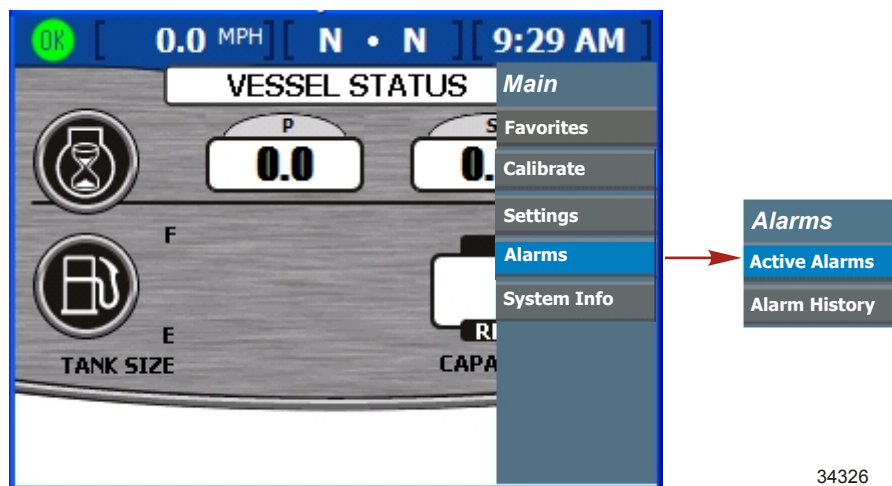 OK [ 0.0 MPH ] [ N • N ] [ 9:29 AM ]
VESSEL STATUS
Main
Favorites
Calibrate
Settings
Alarms
System Info
P
0.0
S
0.
F
E
TANK SIZE
Alarms
Active Alarms
Alarm History
34326